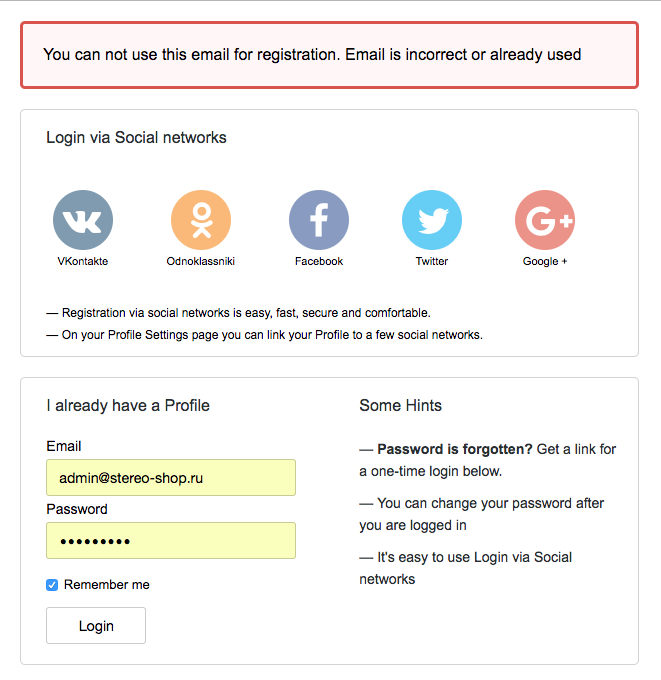 You can not use this email for registration. Email is incorrect or already used
Login via Social networks
VKontakte
Odnoklassniki
Facebook
Twitter
Google +
— Registration via social networks is easy, fast, secure and comfortable.
— On your Profile Settings page you can link your Profile to a few social networks.
I already have a Profile
Email
admin@stereo-shop.ru
Password
•••••••••
Remember me
Login
Some Hints
— Password is forgotten? Get a link for
a one-time login below.
— You can change your password after
you are logged in
— It's easy to use Login via Social
networks